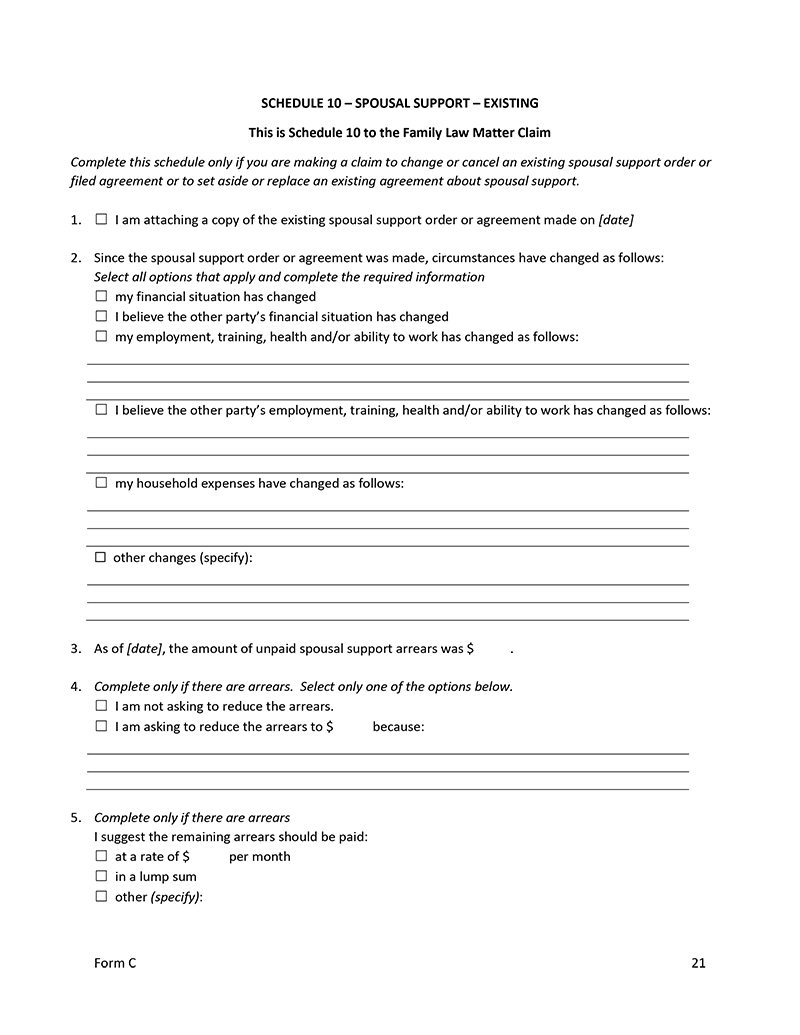 SCHEDULE 10 – SPOUSAL SUPPORT – EXISTING
This is Schedule 10 to the Family Law Matter Claim
Complete this schedule only if you are making a claim to change or cancel an existing spousal support order or
filed agreement or to set aside or replace an existing agreement about spousal support.
1. ☐ I am attaching a copy of the existing spousal support order or agreement made on [date]
2. Since the spousal support order or agreement was made, circumstances have changed as follows:
Select all options that apply and complete the required information
☐ my financial situation has changed
☐ I believe the other party’s financial situation has changed
☐ my employment, training, health and/or ability to work has changed as follows:
☐ I believe the other party’s employment, training, health and/or ability to work has changed as follows:
☐ my household expenses have changed as follows:
☐ other changes (specify):
3. As of [date], the amount of unpaid spousal support arrears was $ .
4. Complete only if there are arrears. Select only one of the options below.
☐ I am not asking to reduce the arrears.
☐ I am asking to reduce the arrears to $ because:
5. Complete only if there are arrears
I suggest the remaining arrears should be paid:
☐ at a rate of $ per month
☐ in a lump sum
☐ other (specify):
Form C 21